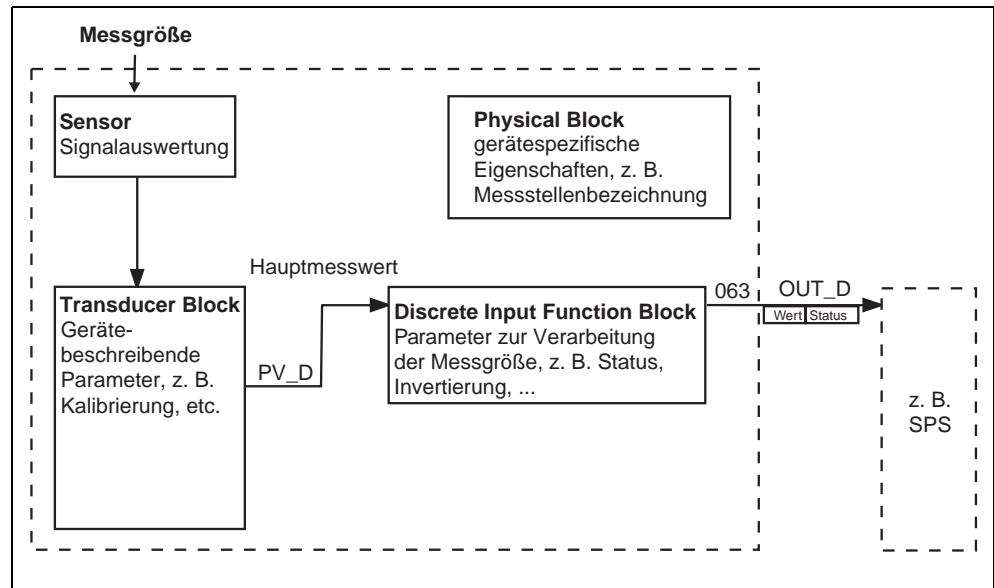 Messgröße
Sensor
Signalauswertung
Physical Block
gerätespezifische
Eigenschaften, z. B.
Messstellenbezeichnung
Hauptmesswert
Transducer Block
Geräte-
beschreibende
Parameter, z. B.
Kalibrierung, etc.
PV_D
Discrete Input Function Block
Parameter zur Verarbeitung
der Messgröße, z. B. Status,
Invertierung, ...
063
OUT_D
Wert Status
z. B.
SPS